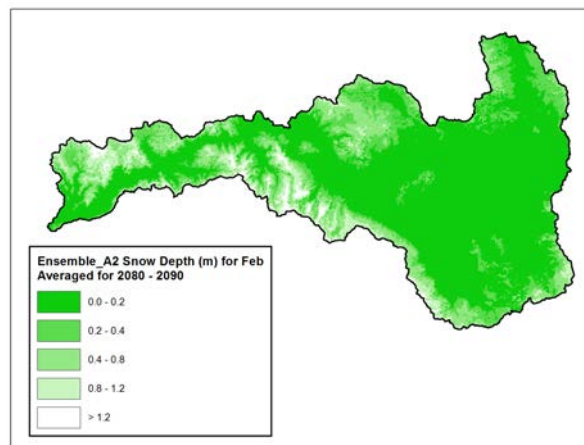 Ensemble_A2 Snow Depth (m) for Feb
Averaged for 2080 - 2090
0.0 - 0.2
0.2 - 0.4
0.4 - 0.8
0.8 - 1.2
> 1.2